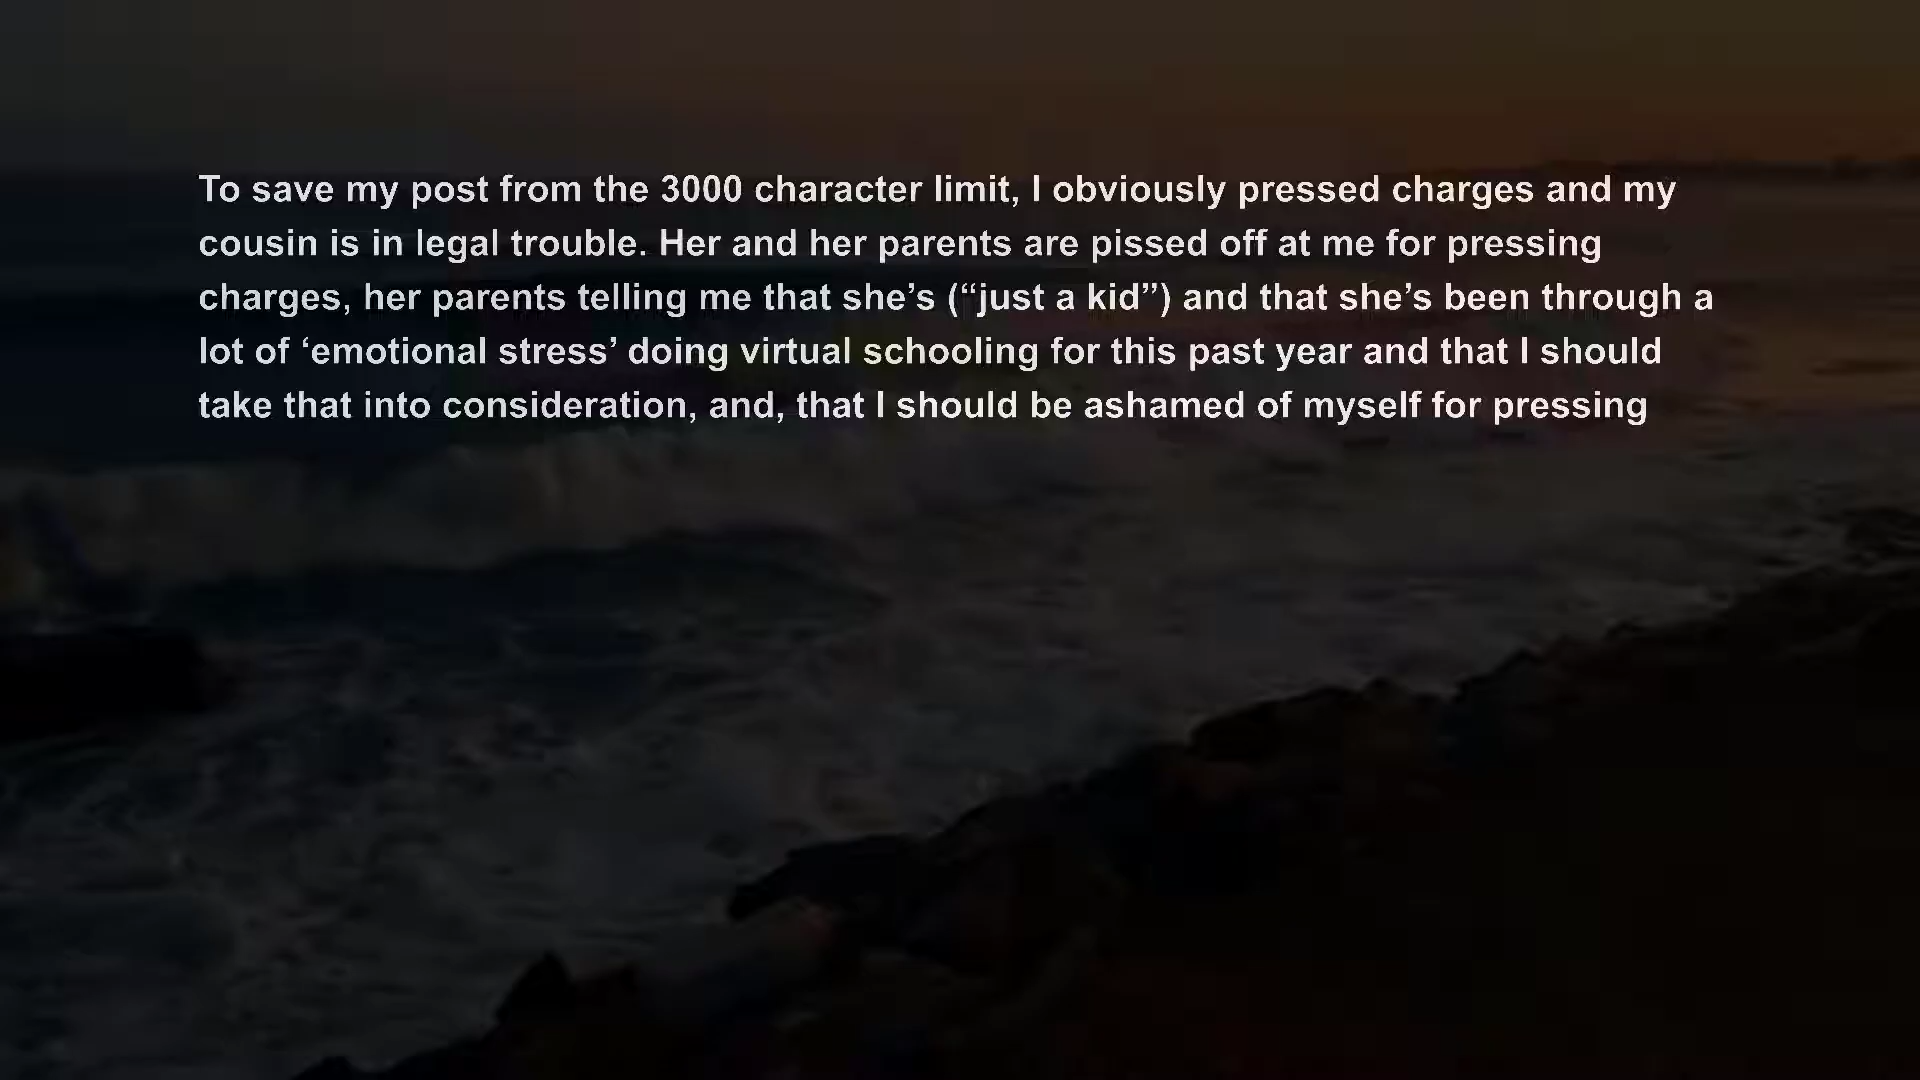 To save my post from the 3000 character limit, I obviously pressed charges and my
cousin is in legal trouble. Her and her parents are pissed off at me for pressing
charges, her parents telling me that she’s (“just a kid”) and that she’s been through a
lot of ‘emotional stress’ doing virtual schooling for this past year and that I should
take that into consideration, and, that I should be ashamed of myself for pressing